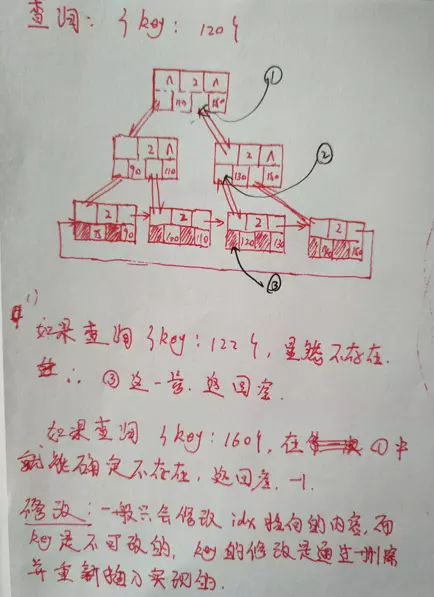 查询: {key: 120}
①
Λ 2 Λ
110 150
2 Λ
90 110
2 Λ
130 150
②
2
75 90
2
100 110
2
120 130
2
150
③
如果查询 {key: 122}, 显然不存在.
∴ ③ 这一营. 返回空.
如果查询 {key: 160}, 在 ① 中
就能确定不存在, 返回空, -1.
修改: 一般只会修改 idx 指向的内容, 而
key 是不可改的, key 的修改是通过删除
并重新插入实现的.